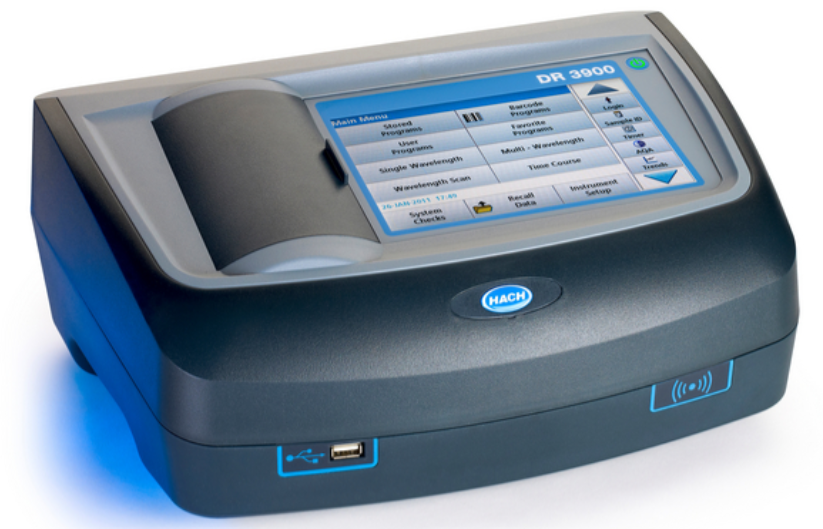 DR 3900
Main Menu
Stored
Programs
Barcode
Programs
User
Programs
Favorite
Programs
Single Wavelength
Multi - Wavelength
Wavelength Scan
Time Course
26-JAN-2011 17:45
System
Checks
Recall
Data
Instrument
Setup
Login
Sample ID
Timer
AQA
Trends
HACH